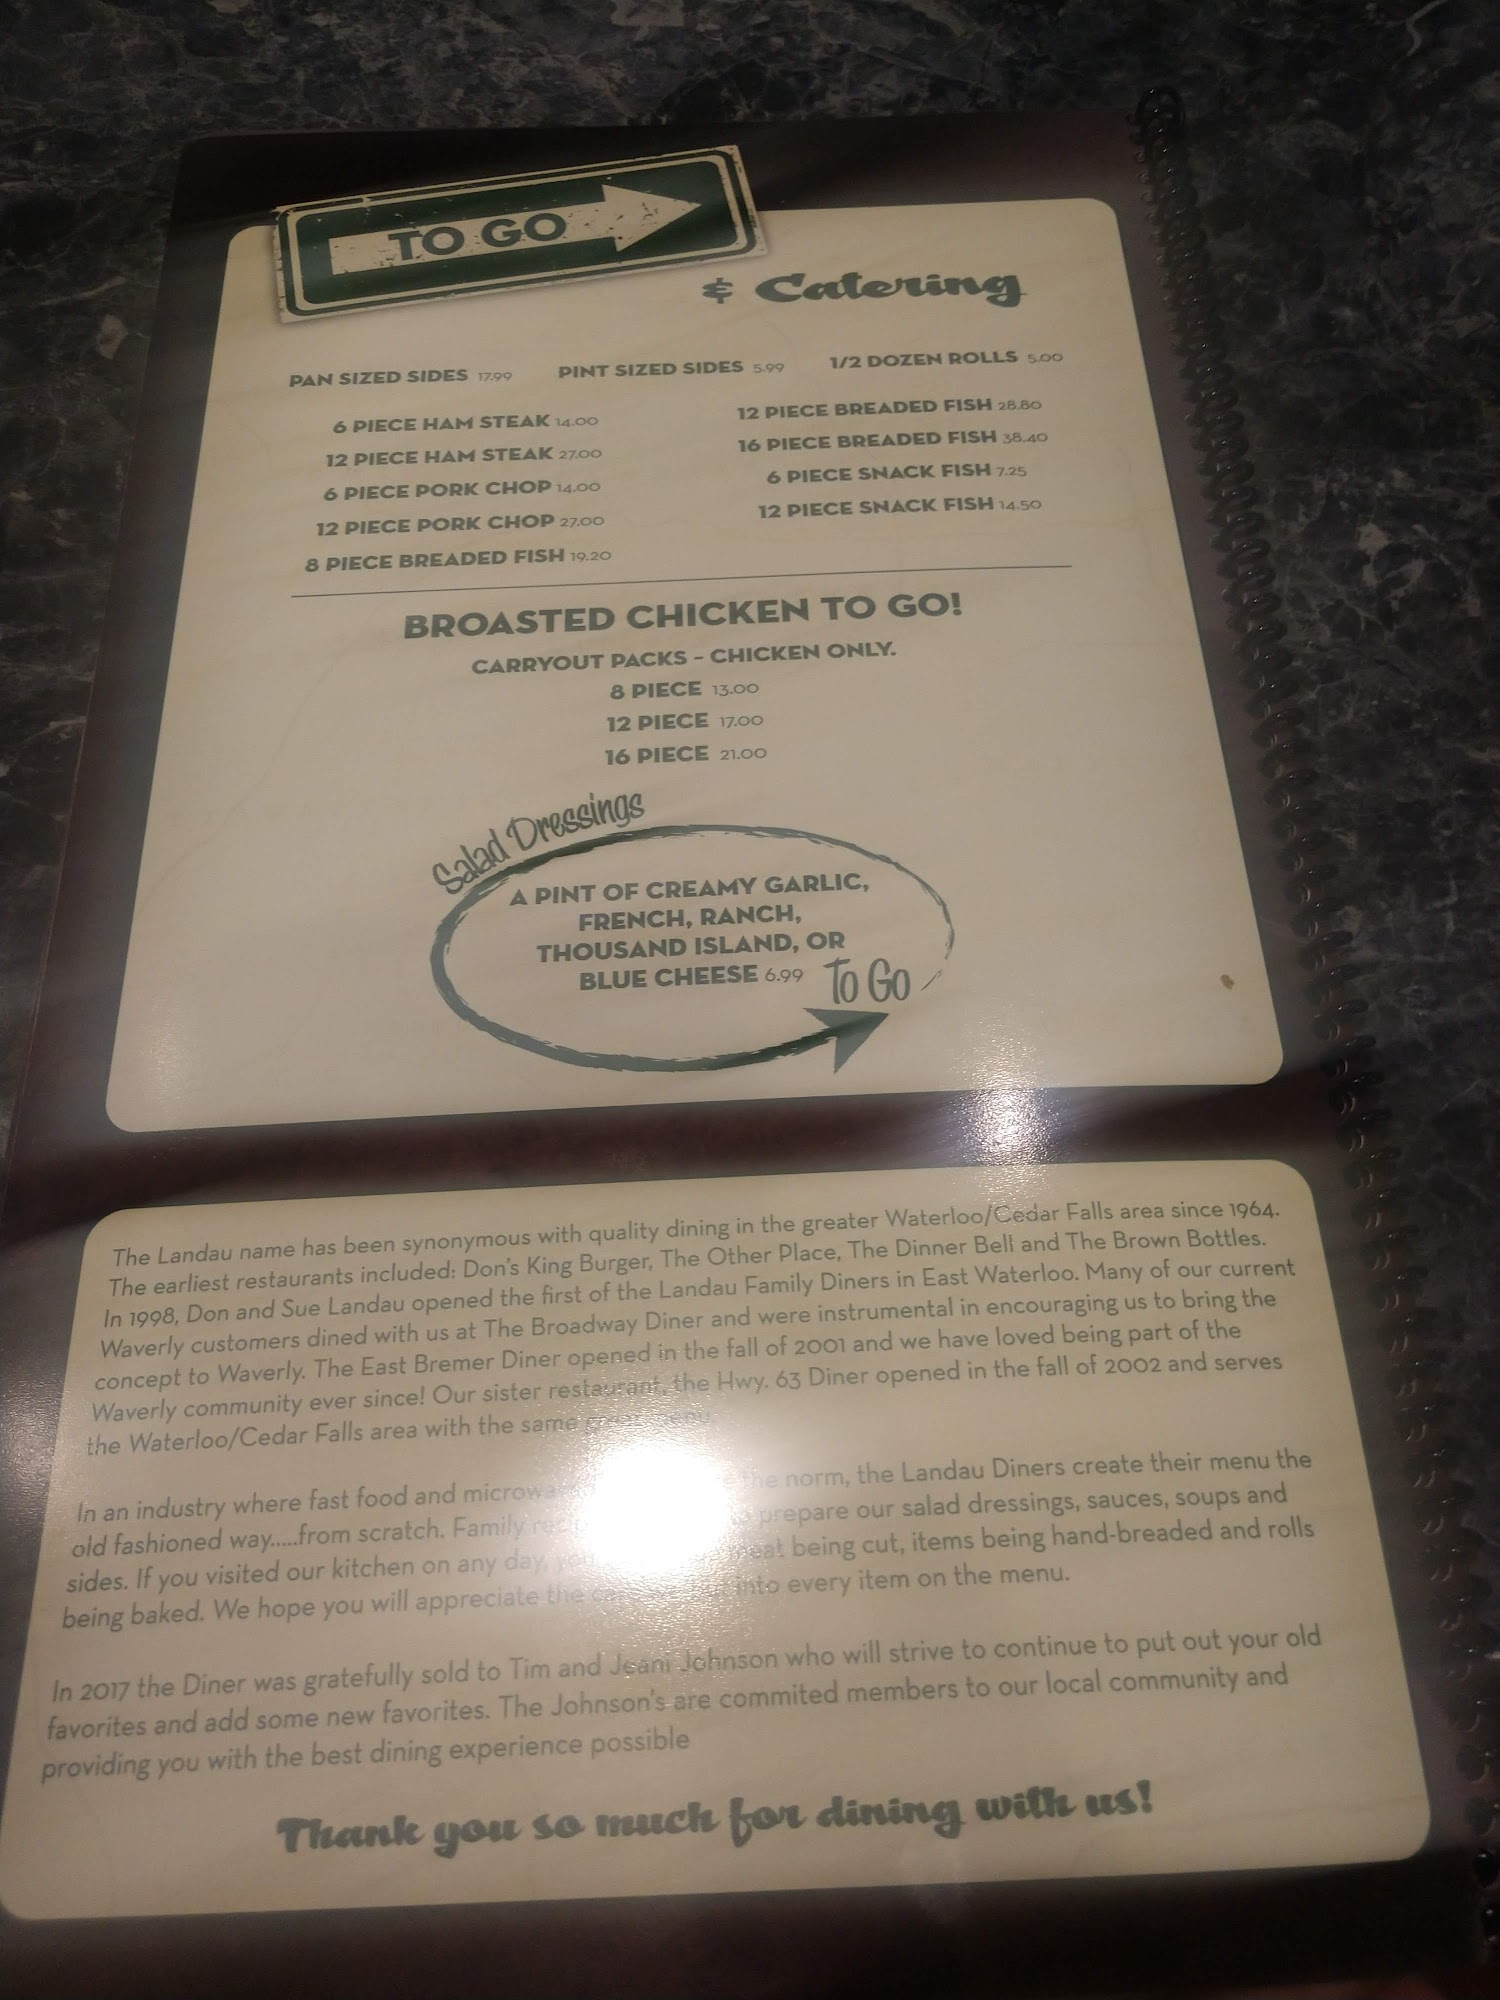 TO GO
& Catering
PAN SIZED SIDES 17.99 PINT SIZED SIDES 5.99 1/2 DOZEN ROLLS 5.00
6 PIECE HAM STEAK 14.00
12 PIECE HAM STEAK 27.00
6 PIECE PORK CHOP 14.00
12 PIECE PORK CHOP 27.00
8 PIECE BREADED FISH 19.20
12 PIECE BREADED FISH 28.80
16 PIECE BREADED FISH 38.40
6 PIECE SNACK FISH 7.25
12 PIECE SNACK FISH 14.50
BROASTED CHICKEN TO GO!
CARRYOUT PACKS - CHICKEN ONLY.
8 PIECE 13.00
12 PIECE 17.00
16 PIECE 21.00
Salad Dressings
A PINT OF CREAMY GARLIC,
FRENCH, RANCH,
THOUSAND ISLAND, OR
BLUE CHEESE 6.99 To Go
The Landau name has been synonymous with quality dining in the greater Waterloo/Cedar Falls area since 1964.
The earliest restaurants included: Don's King Burger, The Other Place, The Dinner Bell and The Brown Bottles.
In 1998, Don and Sue Landau opened the first of the Landau Family Diners in East Waterloo. Many of our current
Waverly customers dined with us at The Broadway Diner and were instrumental in encouraging us to bring the
concept to Waverly. The East Bremer Diner opened in the fall of 2001 and we have loved being part of the
Waverly community ever since! Our sister restaurant, the Hwy. 63 Diner opened in the fall of 2002 and serves
the Waterloo/Cedar Falls area with the same great menu.
In an industry where fast food and the norm, the Landau Diners create their menu the
old fashioned way.....from scratch. Family prepare our salad dressings, sauces, soups and
sides. If you visited our kitchen on any day, being cut, items being hand-breaded and rolls
being baked. We hope you will appreciate the into every item on the menu.
In 2017 the Diner was gratefully sold to Tim and Jeani Johnson who will strive to continue to put out your old
favorites and add some new favorites. The Johnson's are commited members to our local community and
providing you with the best dining experience possible
Thank you so much for dining with us!